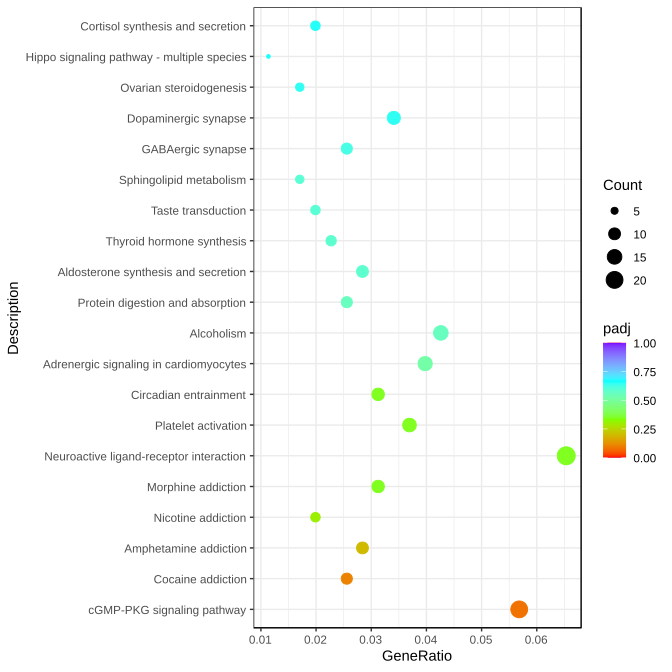 Cortisol synthesis and secretion
Hippo signaling pathway - multiple species
Ovarian steroidogenesis
Dopaminergic synapse
GABAergic synapse
Sphingolipid metabolism
Taste transduction
Thyroid hormone synthesis
Aldosterone synthesis and secretion
Protein digestion and absorption
Alcoholism
Adrenergic signaling in cardiomyocytes
Circadian entrainment
Platelet activation
Neuroactive ligand-receptor interaction
Morphine addiction
Nicotine addiction
Amphetamine addiction
Cocaine addiction
cGMP-PKG signaling pathway
Description
0.01 0.02 0.03 0.04 0.05 0.06
GeneRatio
Count
5
10
15
20
padj
1.00
0.75
0.50
0.25
0.00